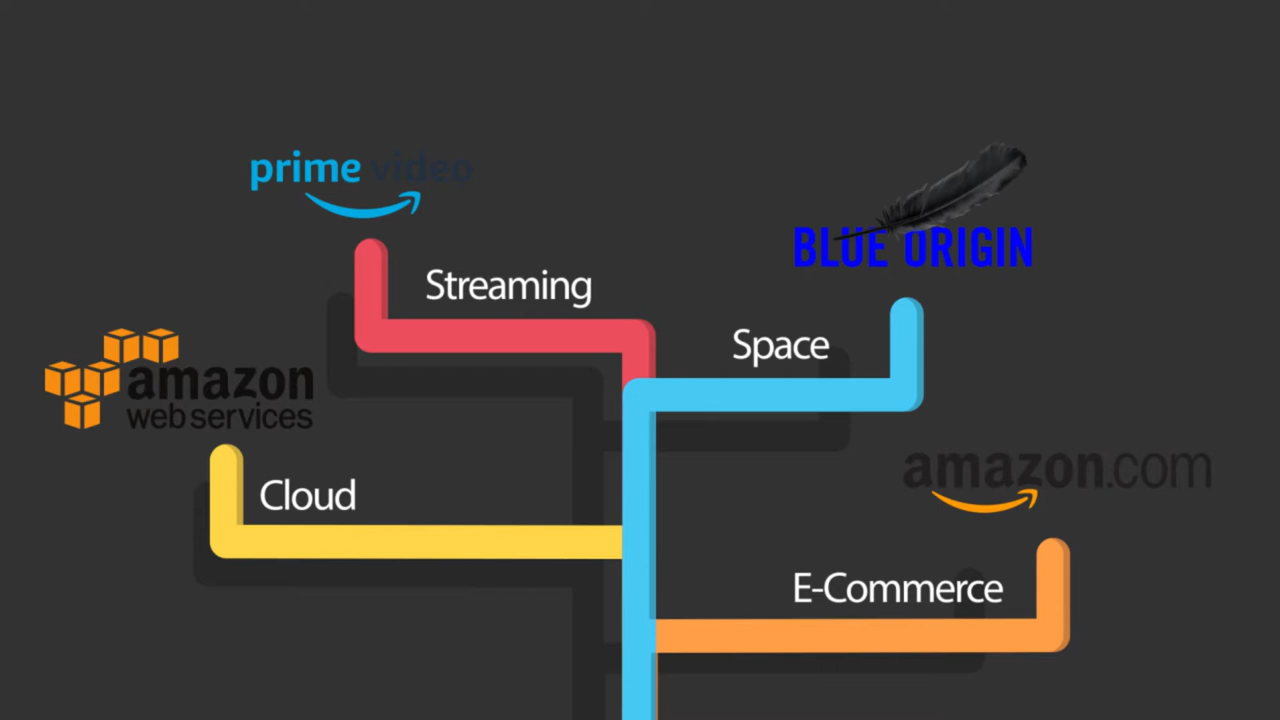 prime video
BLUE ORIGIN
Streaming
Space
amazon
web services
amazon.com
Cloud
E-Commerce